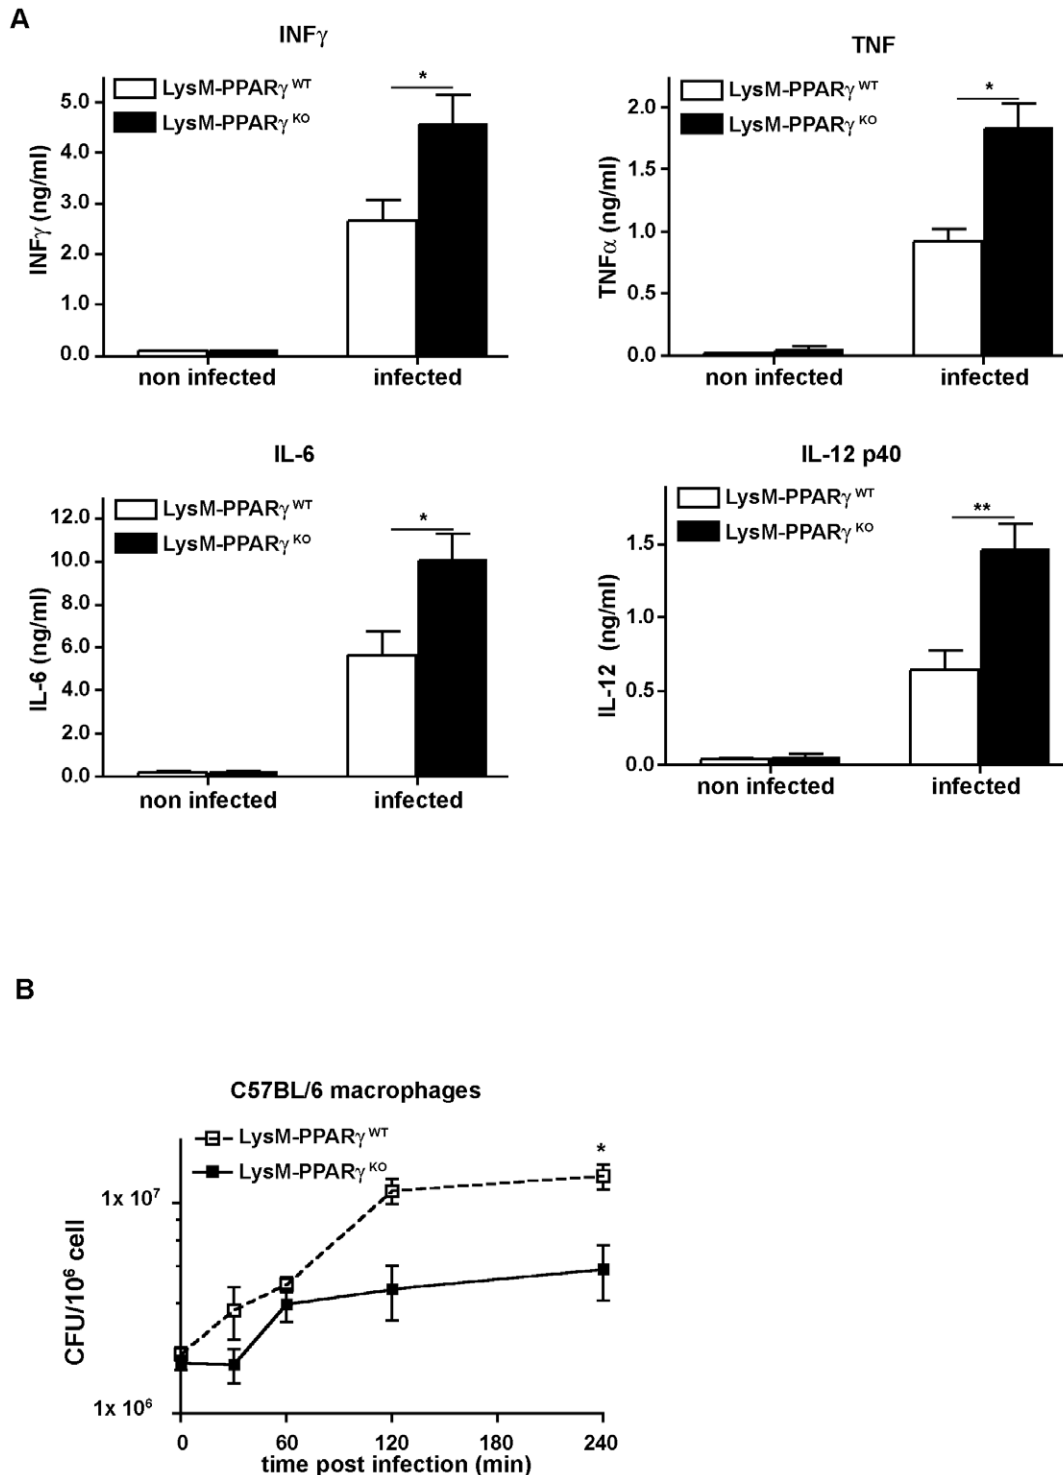 A
INFγ
LysM-PPARγ WT
LysM-PPARγ KO
*
INFγ (ng/ml)
5.0
4.0
3.0
2.0
1.0
0.0
non infected
infected
TNF
LysM-PPARγ WT
LysM-PPARγ KO
*
TNFα (ng/ml)
2.0
1.5
1.0
0.5
0.0
non infected
infected
IL-6
LysM-PPARγ WT
LysM-PPARγ KO
*
IL-6 (ng/ml)
12.0
10.0
8.0
6.0
4.0
2.0
0.0
non infected
infected
IL-12 p40
LysM-PPARγ WT
LysM-PPARγ KO
**
IL-12 (ng/ml)
1.5
1.0
0.5
0.0
non infected
infected
B
C57BL/6 macrophages
LysM-PPARγ WT
LysM-PPARγ KO
*
CFU/10⁶ cell
1x 10⁷
1x 10⁶
0 60 120 180 240
time post infection (min)